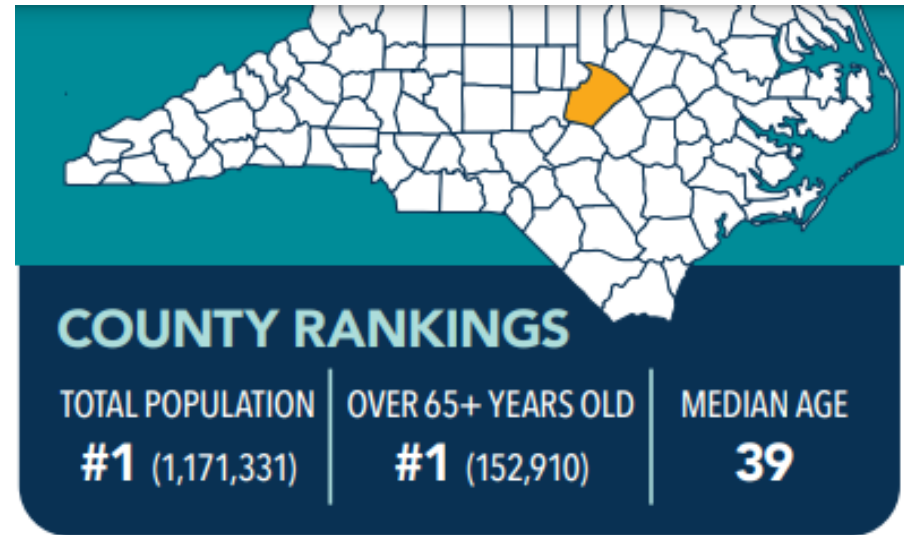 COUNTY RANKINGS
TOTAL POPULATION
#1 (1,171,331)
OVER 65+ YEARS OLD
#1 (152,910)
MEDIAN AGE
39